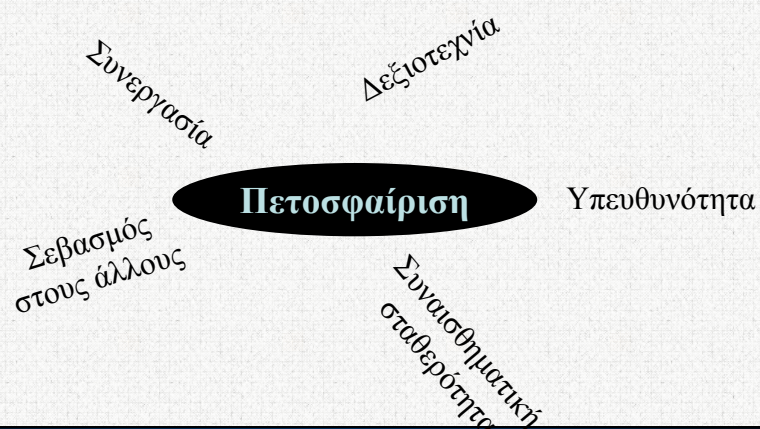 Συνεργασία
Δεξιοτεχνία
Πετοσφαίριση
Υπευθυνότητα
Σεβασμός
στους άλλους
Συναισθηματική
σταθερότητα